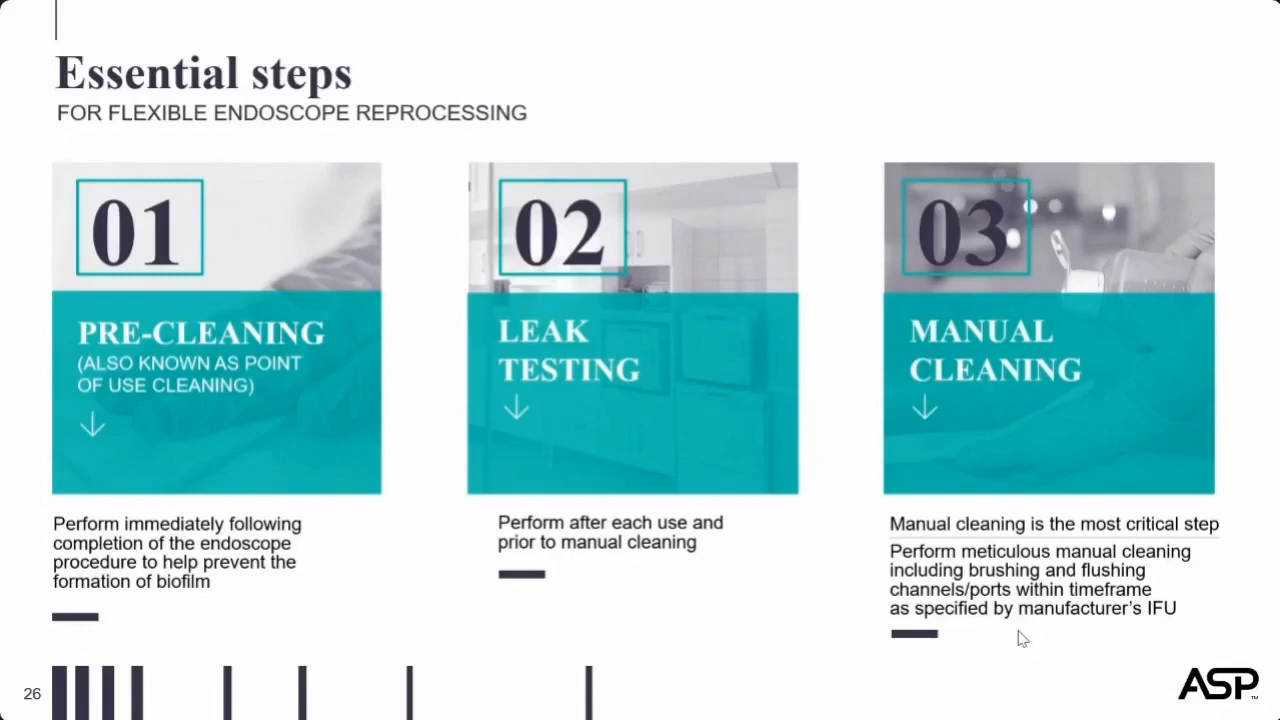 Essential steps
FOR FLEXIBLE ENDOSCOPE REPROCESSING
01
PRE-CLEANING
(ALSO KNOWN AS POINT
OF USE CLEANING)
Perform immediately following
completion of the endoscope
procedure to help prevent the
formation of biofilm
02
LEAK
TESTING
Perform after each use and
prior to manual cleaning
03
MANUAL
CLEANING
Manual cleaning is the most critical step
Perform meticulous manual cleaning
including brushing and flushing
channels/ports within timeframe
as specified by manufacturer’s IFU
26
ASP™